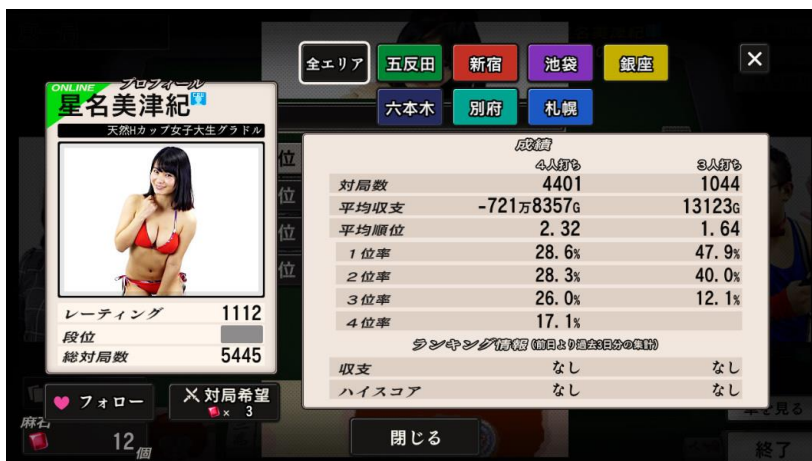 全エリア 五反田 新宿 池袋 銀座 ×
六本木 別府 札幌
ONLINE プロフィール
星名美津紀
天然Hカップ女子大生グラドル
レーティング 1112
段位
総対局数 5445
フォロー
対局希望
× 3
成績
4人打ち 3人打ち
対局数 4401 1044
平均収支 -721万8357G 13123G
平均順位 2.32 1.64
1位率 28.6% 47.9%
2位率 28.3% 40.0%
3位率 26.0% 12.1%
4位率 17.1%
ランキング情報(前日より過去3日分の集計)
収支 なし なし
ハイスコア なし なし
位
位
位
位
麻石
12個
閉じる
を見る
終了